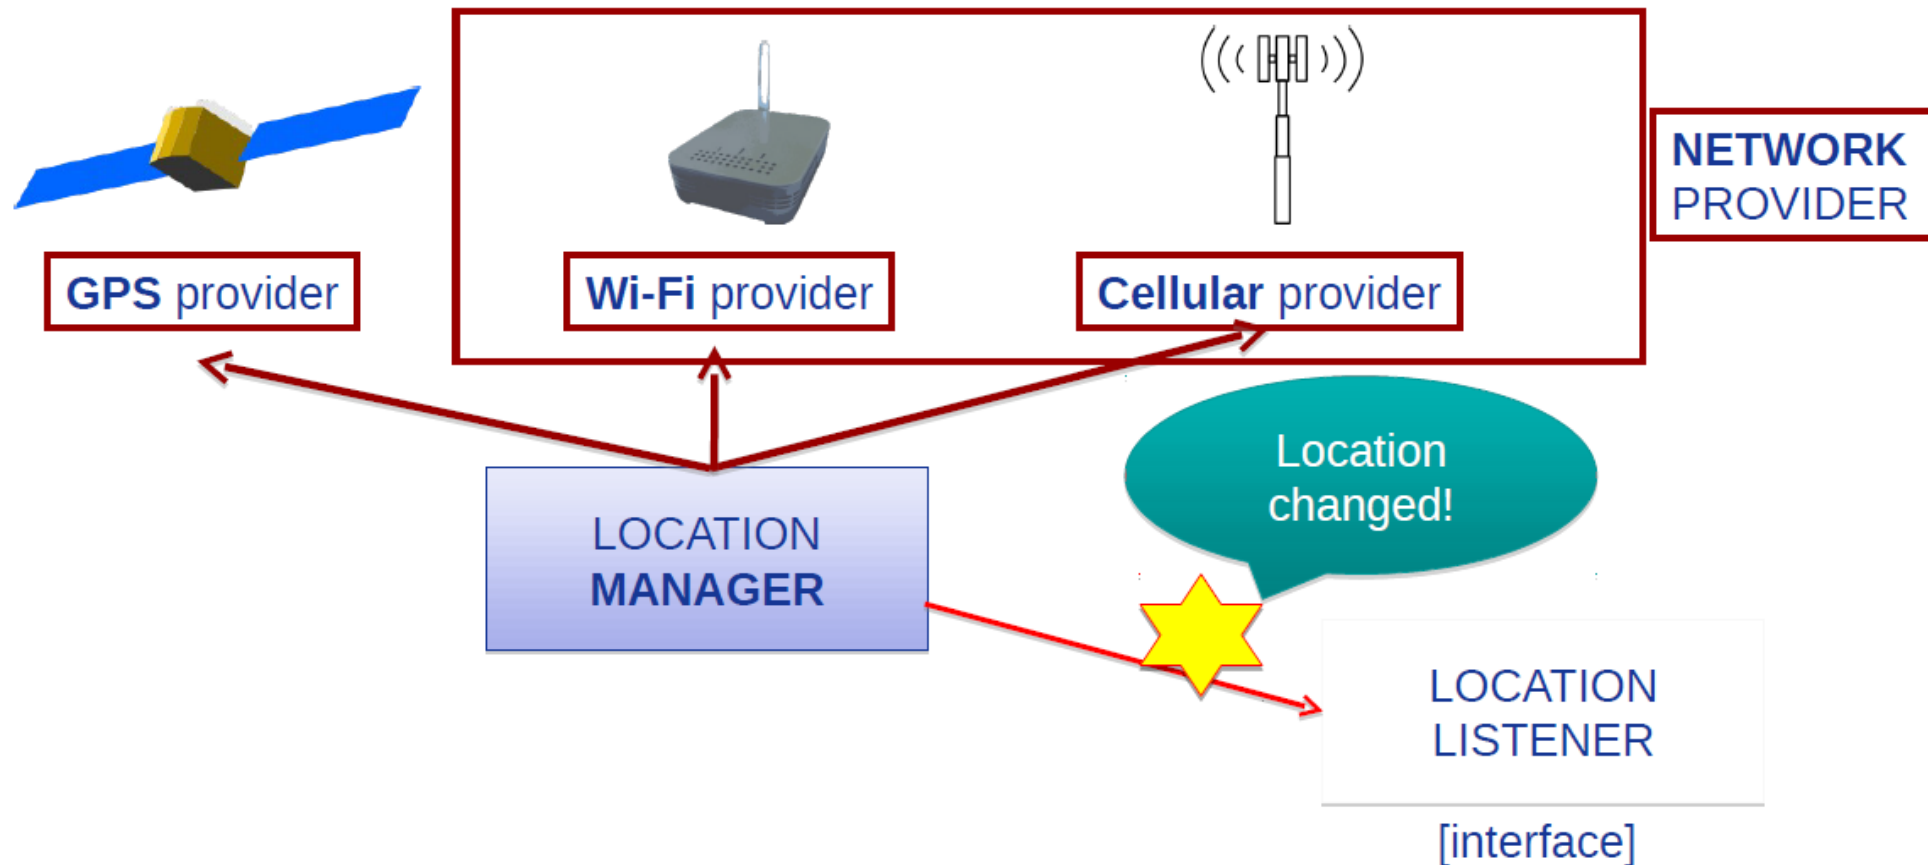 NETWORK
PROVIDER
GPS provider
Wi-Fi provider
Cellular provider
Location
changed!
LOCATION
MANAGER
LOCATION
LISTENER
[interface]